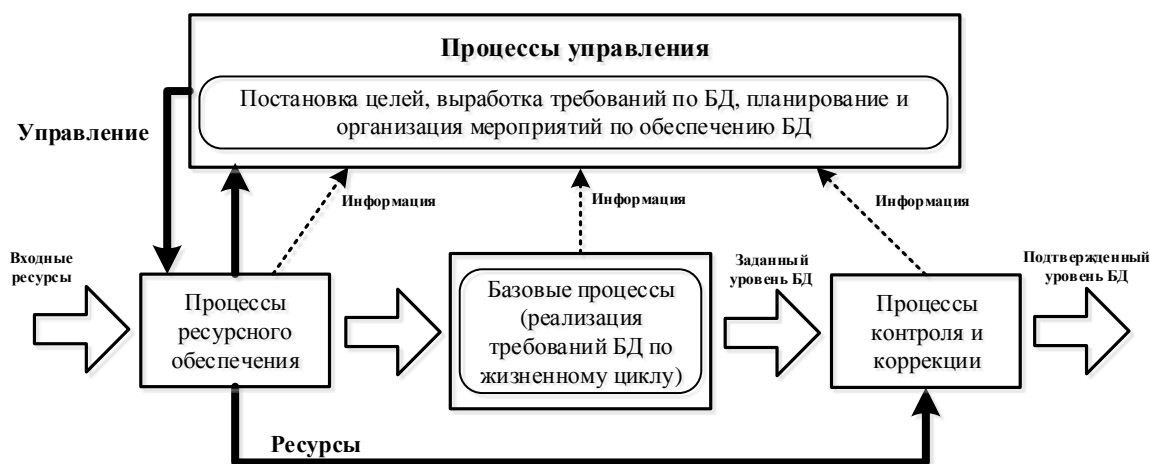 Процессы управления
Постановка целей, выработка требований по БД, планирование и
организация мероприятий по обеспечению БД
Управление
Информация
Информация
Информация
Входные
ресурсы
Процессы
ресурсного
обеспечения
Базовые процессы
(реализация
требований БД по
жизненному циклу)
Заданный
уровень БД
Процессы
контроля и
коррекции
Подтвержденный
уровень БД
Ресурсы